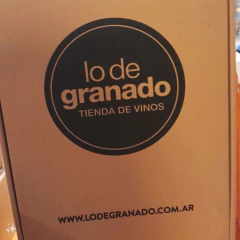 lo de
granado
TIENDA DE VINOS
WWW.LODEGRANADO.COM.AR